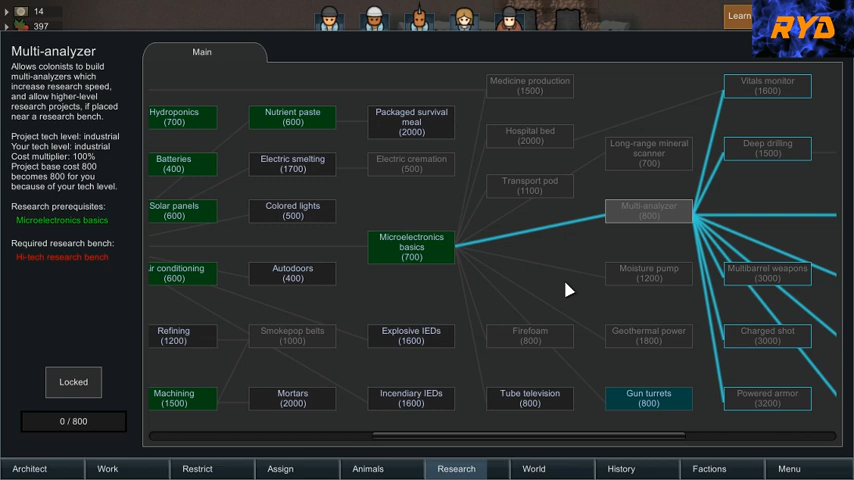 14
397
Learn
RYD
Multi-analyzer
Allows colonists to build
multi-analyzers which
increase research speed,
and allow higher-level
research projects, if placed
near a research bench.
Project tech level: industrial
Your tech level: industrial
Cost multiplier: 100%
Project base cost 800
becomes 800 for you
because of your tech level.
Research prerequisites:
Microelectronics basics
Required research bench:
Hi-tech research bench
Locked
0 / 800
Main
Hydroponics
(700)
Batteries
(400)
Solar panels
(600)
ir conditioning
(600)
Refining
(1200)
Machining
(1500)
Nutrient paste
(600)
Electric smelting
(1700)
Colored lights
(500)
Autodoors
(400)
Smokepop belts
(1000)
Mortars
(2000)
Packaged survival
meal
(2000)
Electric cremation
(500)
Microelectronics
basics
(700)
Explosive IEDs
(1600)
Incendiary IEDs
(1600)
Medicine production
(1500)
Hospital bed
(2000)
Transport pod
(1100)
Firefoam
(800)
Tube television
(800)
Long-range mineral
scanner
(700)
Multi-analyzer
(800)
Moisture pump
(1200)
Geothermal power
(1800)
Gun turrets
(800)
Vitals monitor
(1600)
Deep drilling
(1500)
Multibarrel weapons
(3000)
Charged shot
(3000)
Powered armor
(3200)
Architect
Work
Restrict
Assign
Animals
Research
World
History
Factions
Menu